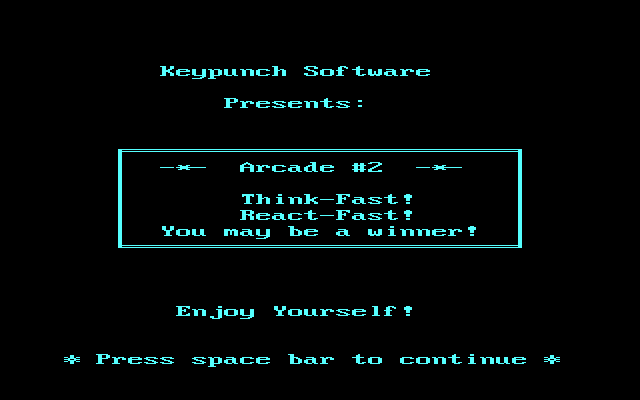 Keypunch Software
Presents:
-*- Arcade #2 -*-
Think-Fast!
React-Fast!
You may be a winner!
Enjoy Yourself!
* Press space bar to continue *